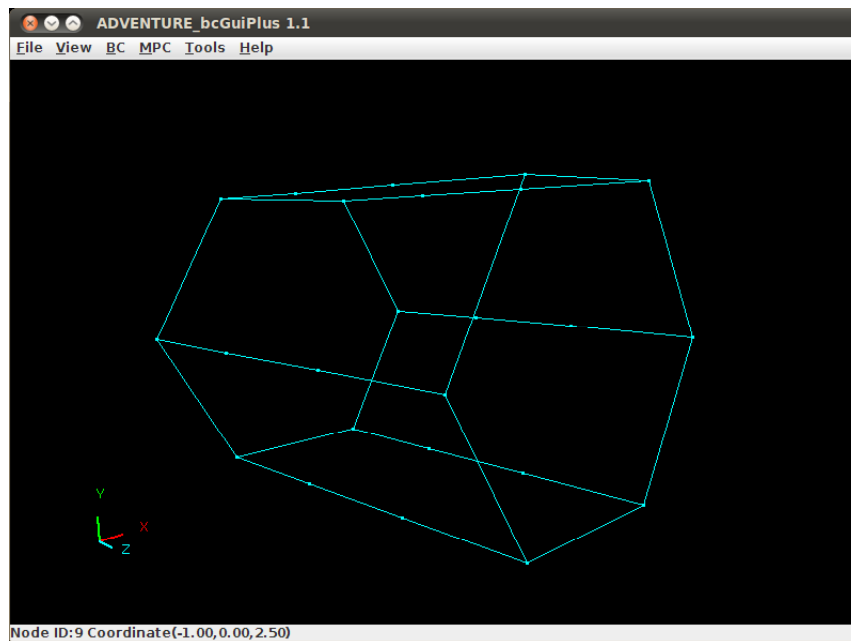 ADVENTURE_bcGuiPlus 1.1
File View BC MPC Tools Help
Y
X
Z
Node ID:9 Coordinate(-1.00,0.00,2.50)